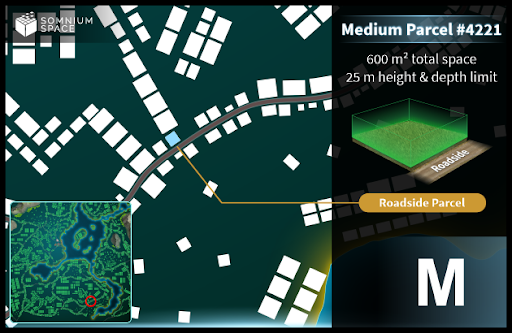 SOMNIUM
SPACE
Medium Parcel #4221
600 m² total space
25 m height & depth limit
Roadside
Roadside Parcel
M